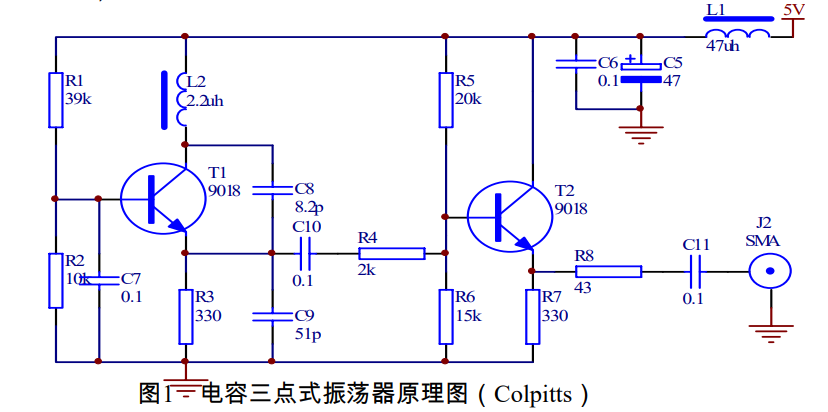 L1
5V
47uh
R1
39k
L2
2.2uh
R5
20k
C6
0.1
+
C5
47
T1
9018
C8
8.2p
T2
9018
C10
0.1
R4
2k
J2
SMA
R2
10k
C7
0.1
R3
330
C9
51p
R6
15k
R7
330
R8
43
C11
0.1
图1 电容三点式振荡器原理图（Colpitts）